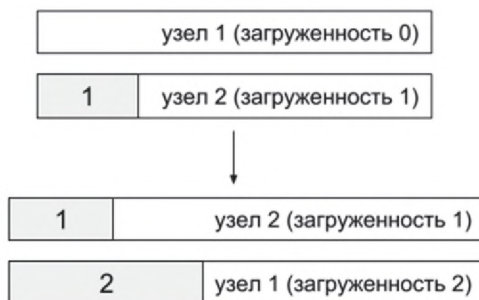 узел 1 (загруженность 0)
1 узел 2 (загруженность 1)
1 узел 2 (загруженность 1)
2 узел 1 (загруженность 2)